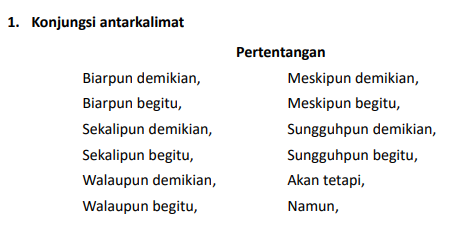 1. Konjungsi antarkalimat
Pertentangan
Biarpun demikian, Meskipun demikian,
Biarpun begitu, Meskipun begitu,
Sekalipun demikian, Sungguhpun demikian,
Sekalipun begitu, Sungguhpun begitu,
Walaupun demikian, Akan tetapi,
Walaupun begitu, Namun,